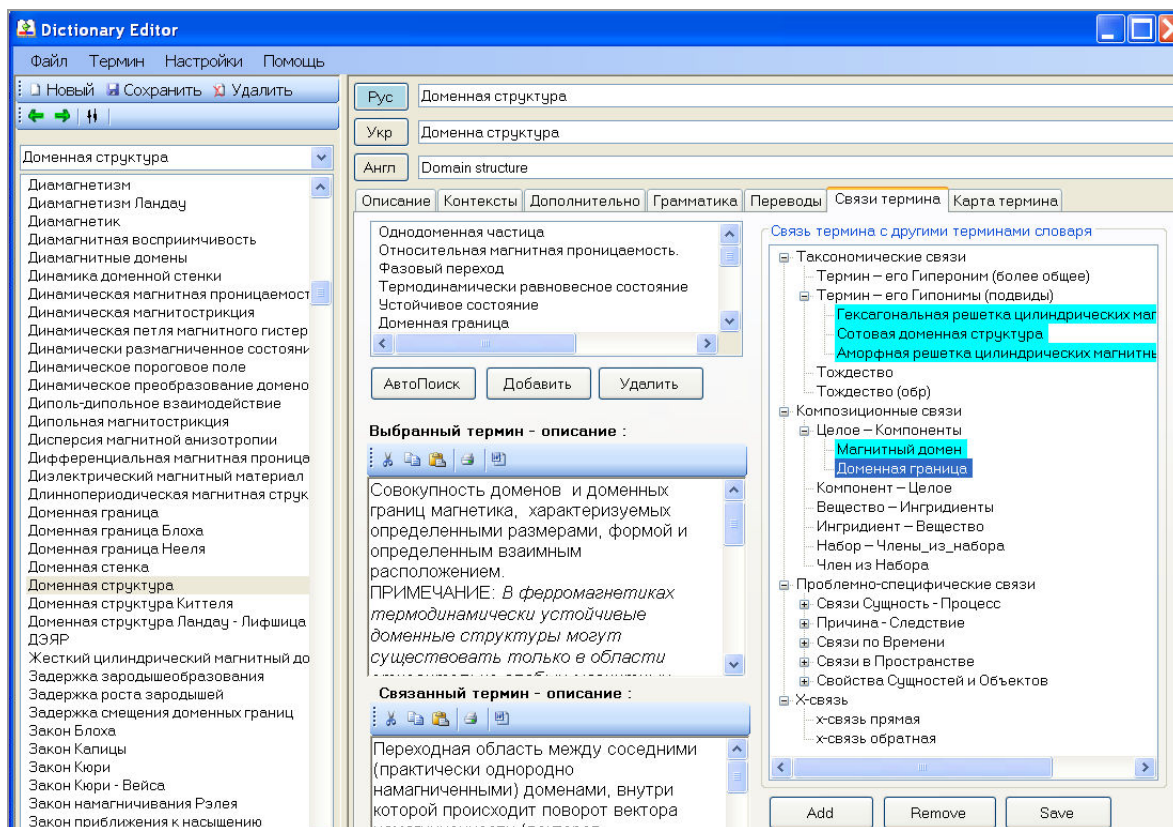 Dictionary Editor
Файл Термин Настройки Помощь
Новый Сохранить Удалить
Доменная структура
Диамагнетизм
Диамагнетизм Ландау
Диамагнетик
Диамагнитная восприимчивость
Диамагнитные домены
Динамика доменной стенки
Динамическая магнитная проницаемост
Динамическая магнитострикция
Динамическая петля магнитного гистер
Динамически размагниченное состояни
Динамическое пороговое поле
Динамическое преобразование домено
Диполь-дипольное взаимодействие
Дипольная магнитострикция
Дисперсия магнитной анизотропии
Дифференциальная магнитная проница
Диэлектрический магнитный материал
Длиннопериодическая магнитная струк
Доменная граница
Доменная граница Блоха
Доменная граница Нееля
Доменная стенка
Доменная структура
Доменная структура Киттеля
Доменная структура Ландау - Лифшица
ДЭЯР
Жесткий цилиндрический магнитный до
Задержка зародышеобразования
Задержка роста зародышей
Задержка смещения доменных границ
Закон Блоха
Закон Капицы
Закон Кюри
Закон Кюри - Вейса
Закон намагничивания Рэлея
Закон приближения к насыщению
Рус Доменная структура
Укр Доменна структура
Англ Domain structure
Описание Контексты Дополнительно Грамматика Переводы Связи термина Карта термина
Однодоменная частица
Относительная магнитная проницаемость.
Фазовый переход
Термодинамически равновесное состояние
Устойчивое состояние
Доменная граница
АвтоПоиск Добавить Удалить
Выбранный термин - описание :
Совокупность доменов и доменных
границ магнетика, характеризуемых
определенными размерами, формой и
определенным взаимным
расположением.
ПРИМЕЧАНИЕ: В ферромагнетиках
термодинамически устойчивые
доменные структуры могут
существовать только в области
Связанный термин - описание :
Переходная область между соседними
(практически однородно
намагниченными) доменами, внутри
которой происходит поворот вектора
Связь термина с другими терминами словаря
Таксономические связи
Термин – его Гипероним (более общее)
Термин – его Гипонимы (подвиды)
Гексагональная решетка цилиндрических маг
Сотовая доменная структура
Аморфная решетка цилиндрических магнитнь
Тождество
Тождество (обр)
Композиционные связи
Целое – Компоненты
Магнитный домен
Доменная граница
Компонент – Целое
Вещество – Ингридиенты
Ингридиент – Вещество
Набор – Члены_из_набора
Член из Набора
Проблемно-специфические связи
Связи Сущность - Процесс
Причина - Следствие
Связи по Времени
Связи в Пространстве
Свойства Сущностей и Объектов
Х-связь
х-связь прямая
х-связь обратная
Add Remove Save